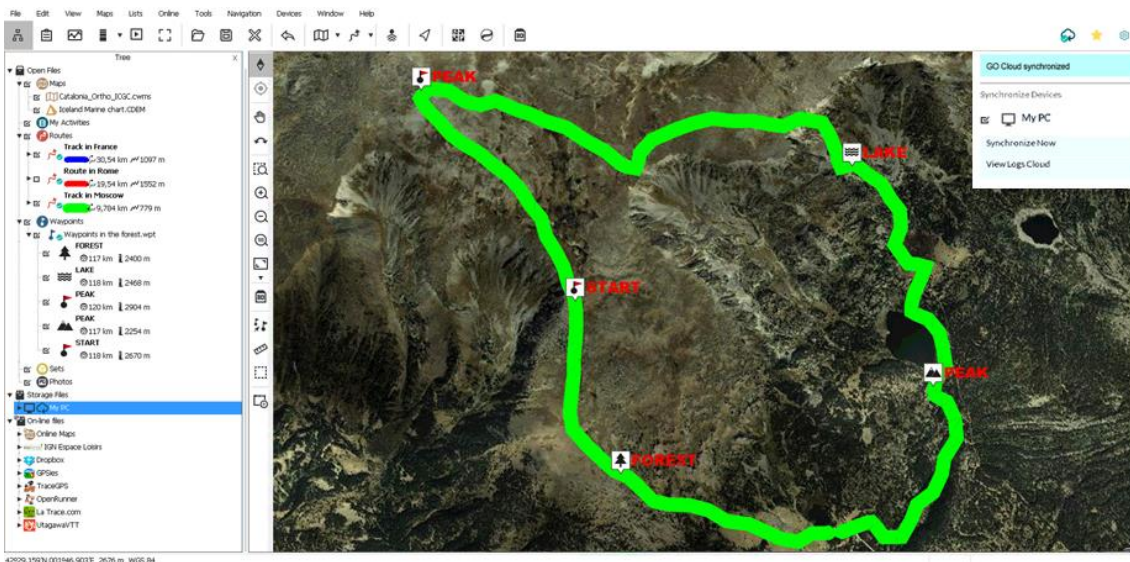 File Edit View Maps Lists Online Tools Navigation Devices Window Help
Tree x
Open Files
Maps
Catalonia_Ortho_ICGC.cwms
Iceland Marine chart.CDEM
My Activities
Routes
Track in France
30,54 km 1097 m
Route in Rome
19,54 km 1552 m
Track in Moscow
9,784 km 779 m
Waypoints
Waypoints in the forest.wpt
FOREST
117 km 2400 m
LAKE
118 km 2468 m
PEAK
120 km 2904 m
PEAK
117 km 2254 m
START
118 km 2670 m
Sets
Photos
Storage Files
My PC
On-line files
Online Maps
IGN Espace Loisirs
Dropbox
GPSies
TraceGPS
OpenRunner
La Trace.com
UtagawaVTT
PEAK
LAKE
START
PEAK
FOREST
GO Cloud synchronized
Synchronize Devices
My PC
Synchronize Now
View Logs Cloud